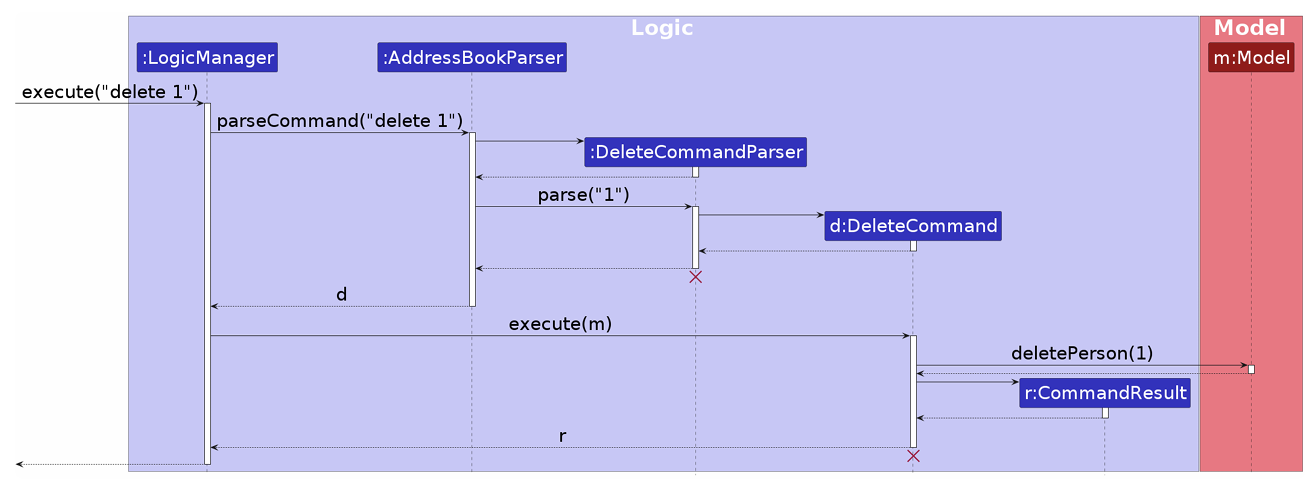 Logic
Model
:LogicManager
:AddressBookParser
m:Model
execute("delete 1")
parseCommand("delete 1")
:DeleteCommandParser
parse("1")
d:DeleteCommand
d
execute(m)
deletePerson(1)
r:CommandResult
r